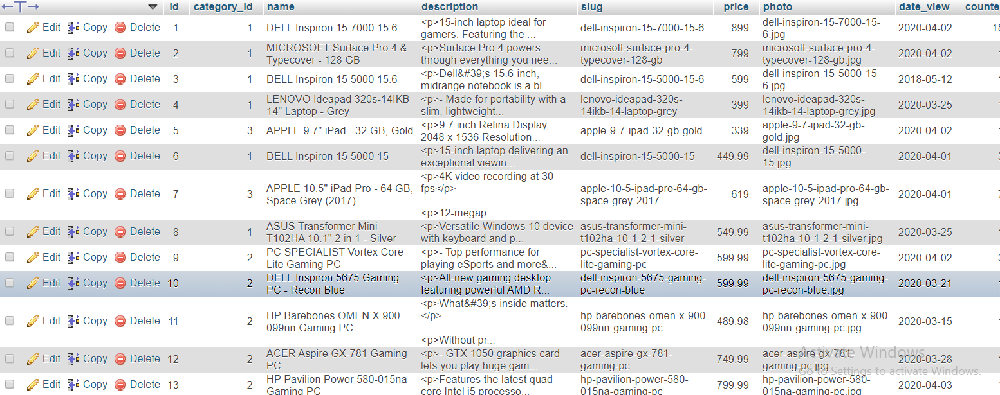 ←T→ id category_id name description slug price photo date_view counte
Edit Copy Delete 1 1 DELL Inspiron 15 7000 15.6 <p>15-inch laptop ideal for gamers. Featuring the ... dell-inspiron-15-7000-15-6 899 dell-inspiron-15-7000-15-6.jpg 2020-04-02 18
Edit Copy Delete 2 1 MICROSOFT Surface Pro 4 & Typecover - 128 GB <p>Surface Pro 4 powers through everything you nee... microsoft-surface-pro-4-typecover-128-gb 799 microsoft-surface-pro-4-typecover-128-gb.jpg 2020-04-02
Edit Copy Delete 3 1 DELL Inspiron 15 5000 15.6 <p>Dell&#39;s 15.6-inch, midrange notebook is a bl... dell-inspiron-15-5000-15-6 599 dell-inspiron-15-5000-15-6.jpg 2018-05-12
Edit Copy Delete 4 1 LENOVO Ideapad 320s-14IKB 14" Laptop - Grey <p>- Made for portability with a slim, lightweight... lenovo-ideapad-320s-14ikb-14-laptop-grey 399 lenovo-ideapad-320s-14ikb-14-laptop-grey.jpg 2020-03-25
Edit Copy Delete 5 3 APPLE 9.7" iPad - 32 GB, Gold <p>9.7 inch Retina Display, 2048 x 1536 Resolution... apple-9-7-ipad-32-gb-gold 339 apple-9-7-ipad-32-gb-gold.jpg 2020-04-02
Edit Copy Delete 6 1 DELL Inspiron 15 5000 15 <p>15-inch laptop delivering an exceptional viewin... dell-inspiron-15-5000-15 449.99 dell-inspiron-15-5000-15.jpg 2020-04-01
Edit Copy Delete 7 3 APPLE 10.5" iPad Pro - 64 GB, Space Grey (2017) <p>4K video recording at 30 fps</p> <p>12-megap... apple-10-5-ipad-pro-64-gb-space-grey-2017 619 apple-10-5-ipad-pro-64-gb-space-grey-2017.jpg 2020-04-01
Edit Copy Delete 8 1 ASUS Transformer Mini T102HA 10.1" 2 in 1 - Silver <p>Versatile Windows 10 device with keyboard and p... asus-transformer-mini-t102ha-10-1-2-1-silver 549.99 asus-transformer-mini-t102ha-10-1-2-1-silver.jpg 2020-03-25
Edit Copy Delete 9 2 PC SPECIALIST Vortex Core Lite Gaming PC <p>- Top performance for playing eSports and more&... pc-specialist-vortex-core-lite-gaming-pc 599.99 pc-specialist-vortex-core-lite-gaming-pc.jpg 2020-04-02
Edit Copy Delete 10 2 DELL Inspiron 5675 Gaming PC - Recon Blue <p>All-new gaming desktop featuring powerful AMD R... dell-inspiron-5675-gaming-pc-recon-blue 599.99 dell-inspiron-5675-gaming-pc-recon-blue.jpg 2020-03-21
Edit Copy Delete 11 2 HP Barebones OMEN X 900-099nn Gaming PC <p>What&#39;s inside matters. </p> <p>Without pr... hp-barebones-omen-x-900-099nn-gaming-pc 489.98 hp-barebones-omen-x-900-099nn-gaming-pc.jpg 2020-03-15
Edit Copy Delete 12 2 ACER Aspire GX-781 Gaming PC <p>- GTX 1050 graphics card lets you play huge gam... acer-aspire-gx-781-gaming-pc 749.99 acer-aspire-gx-781-gaming-pc.jpg 2020-03-28
Edit Copy Delete 13 2 HP Pavilion Power 580-015na Gaming PC <p>Features the latest quad core Intel i5 processo... hp-pavilion-power-580-015na-gaming-pc 799.99 hp-pavilion-power-580-015na-gaming-pc.jpg 2020-04-03
Activate Windows
Go to Settings to activate Windows.